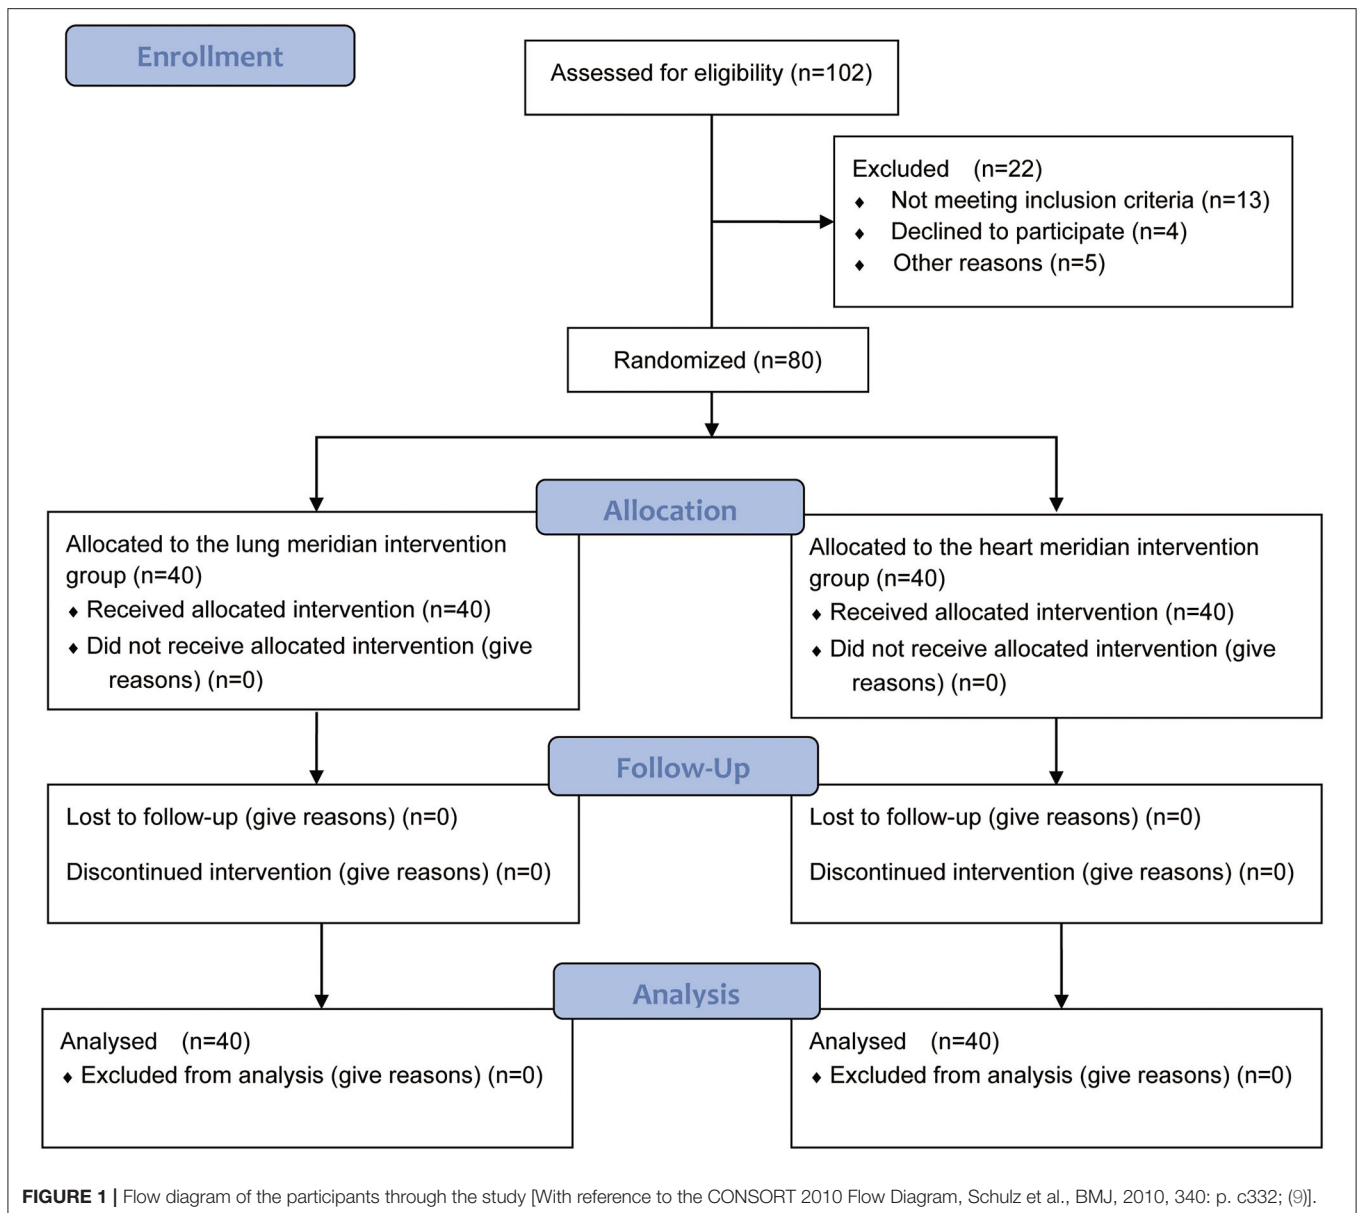 Enrollment
Assessed for eligibility (n=102)
Excluded (n=22)
♦ Not meeting inclusion criteria (n=13)
♦ Declined to participate (n=4)
♦ Other reasons (n=5)
Randomized (n=80)
Allocation
Allocated to the lung meridian intervention
group (n=40)
♦ Received allocated intervention (n=40)
♦ Did not receive allocated intervention (give
reasons) (n=0)
Allocated to the heart meridian intervention
group (n=40)
♦ Received allocated intervention (n=40)
♦ Did not receive allocated intervention (give
reasons) (n=0)
Follow-Up
Lost to follow-up (give reasons) (n=0)
Discontinued intervention (give reasons) (n=0)
Lost to follow-up (give reasons) (n=0)
Discontinued intervention (give reasons) (n=0)
Analysis
Analysed (n=40)
♦ Excluded from analysis (give reasons) (n=0)
Analysed (n=40)
♦ Excluded from analysis (give reasons) (n=0)
FIGURE 1 | Flow diagram of the participants through the study [With reference to the CONSORT 2010 Flow Diagram, Schulz et al., BMJ, 2010, 340: p. c332; (9)].